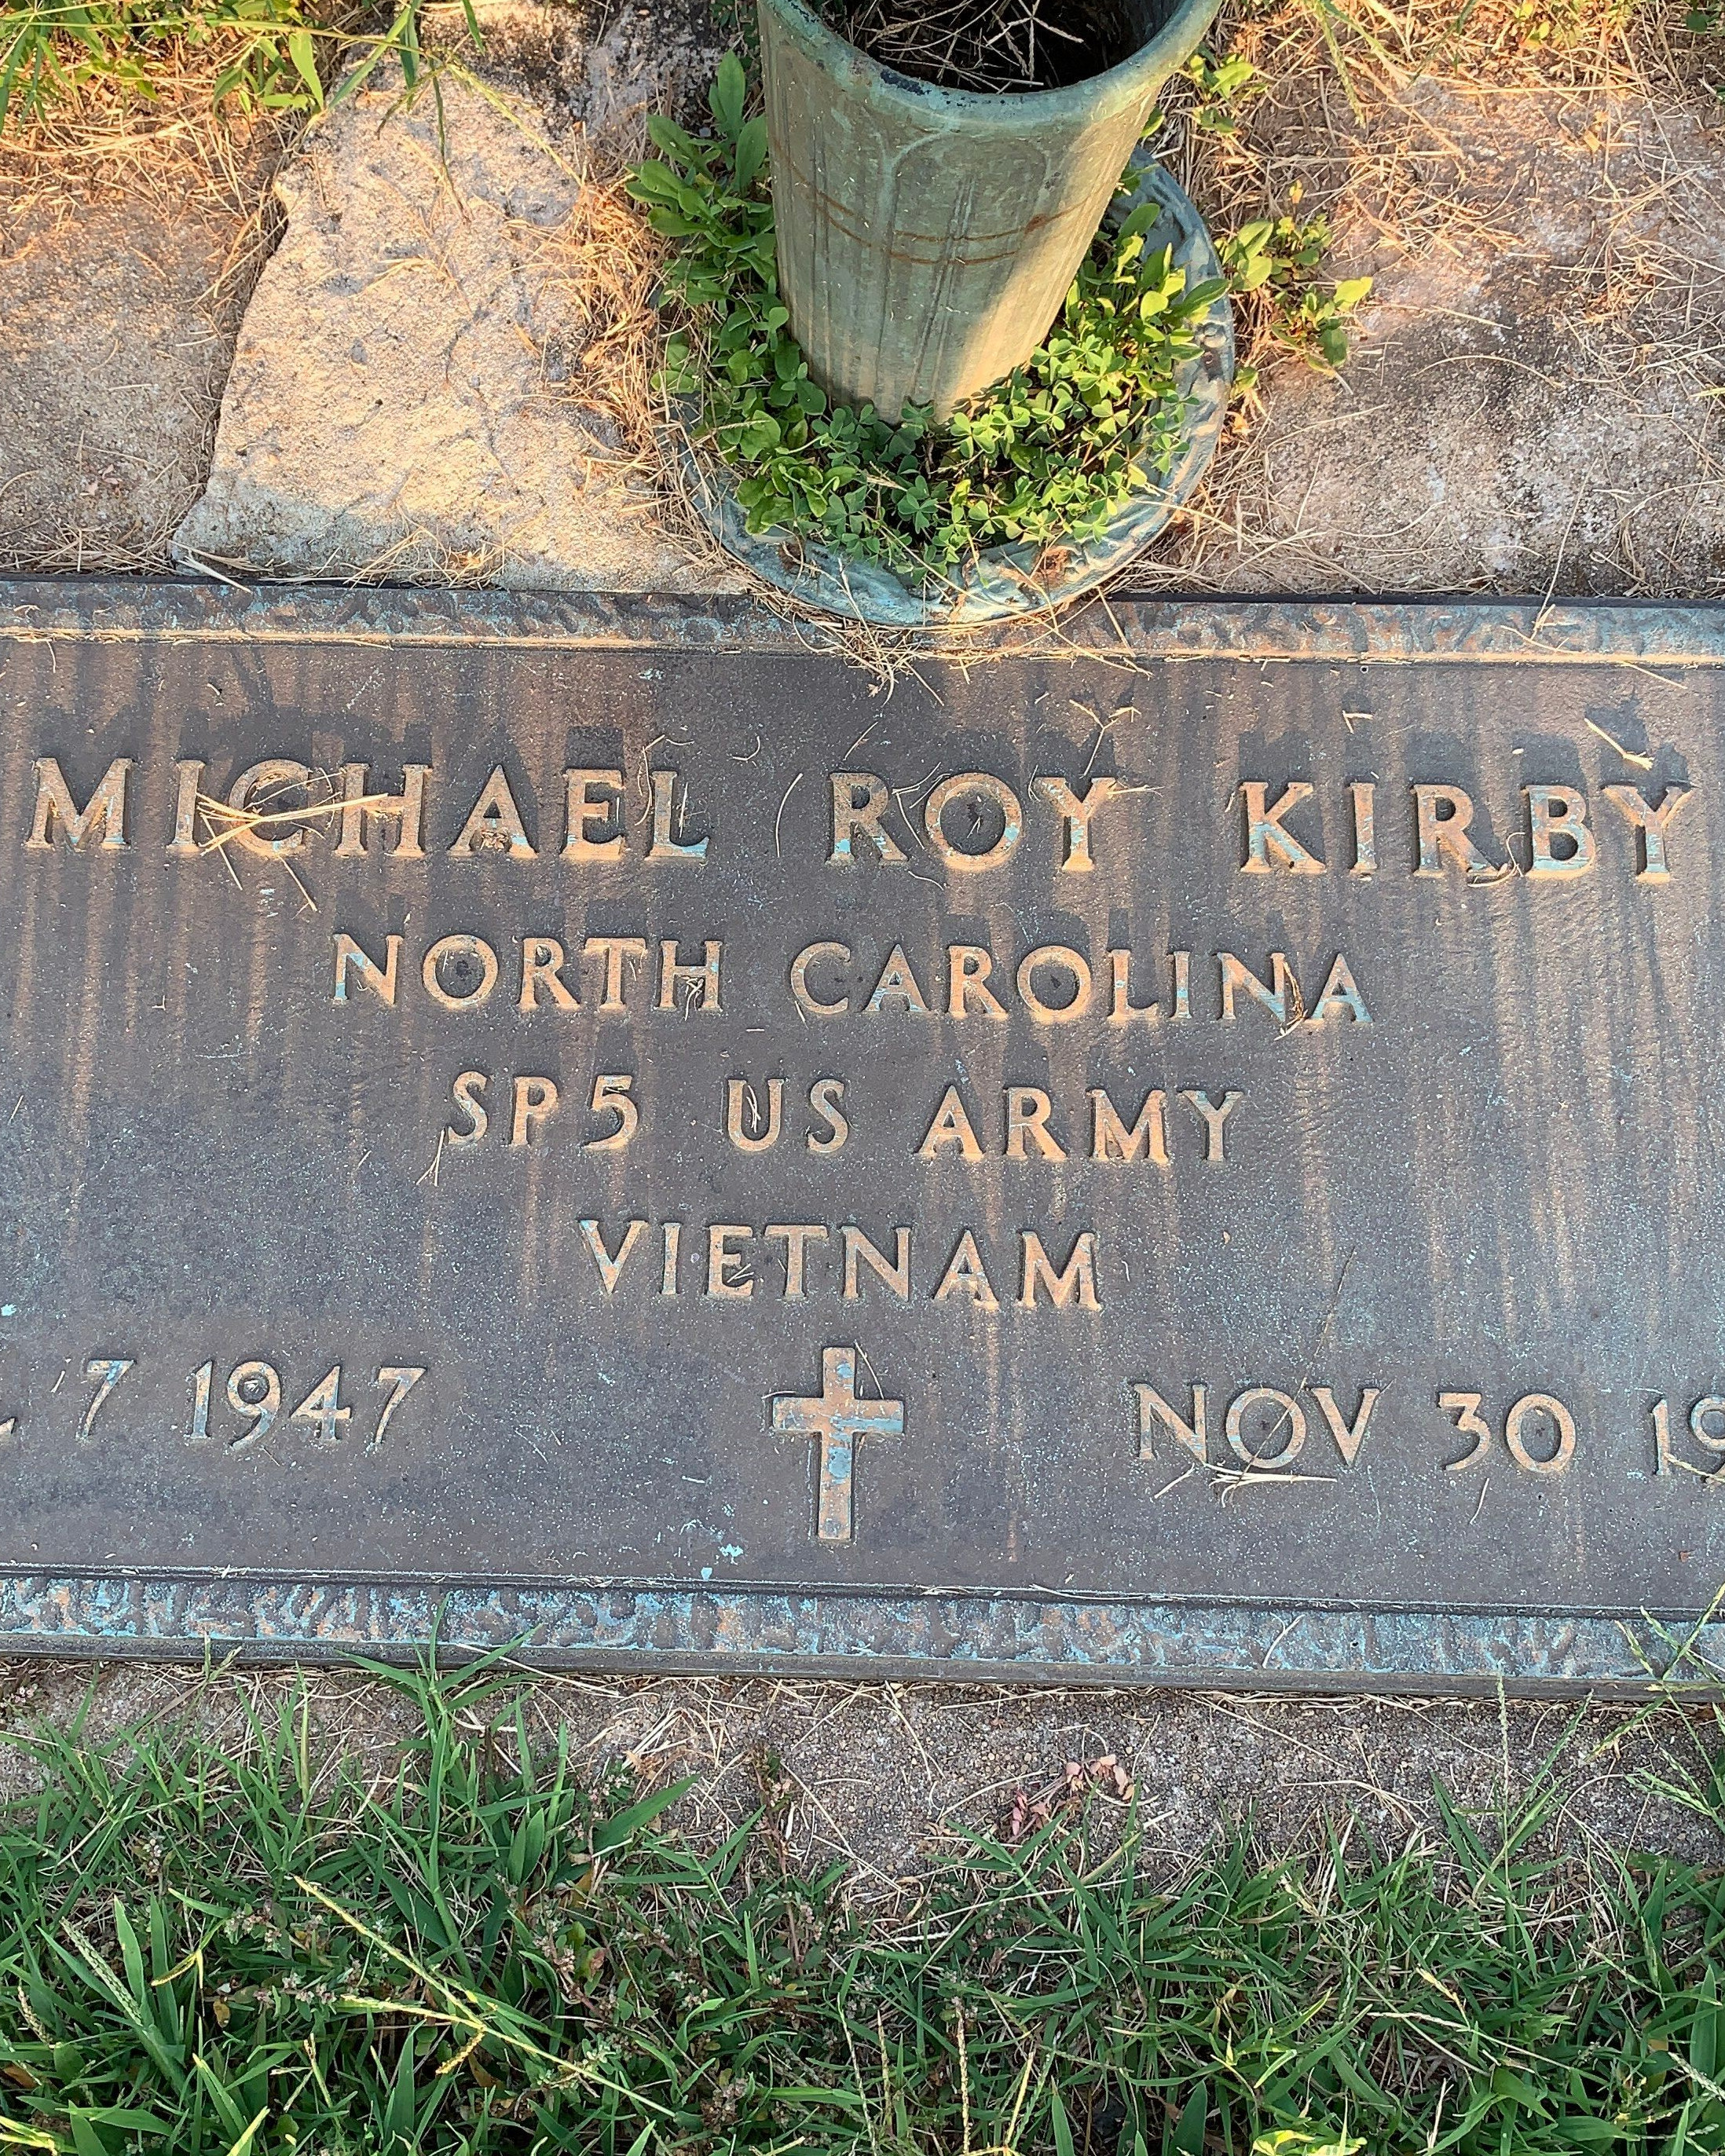 MICHAEL ROY KIRBY
NORTH CAROLINA
SP5 US ARMY
VIETNAM
7 1947 NOV 30